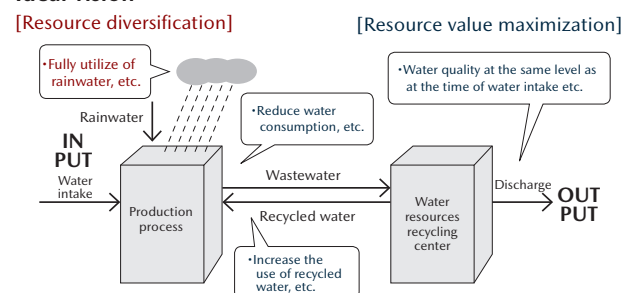 [Resource diversification]
[Resource value maximization]
・Fully utilize of
rainwater, etc.
・Water quality at the same level as
at the time of water intake etc.
Rainwater
・Reduce water
consumption, etc.
IN
PUT
Water
intake
Production
process
Wastewater
Recycled water
Water
resources
recycling
center
Discharge
OUT
PUT
・Increase the
use of recycled
water, etc.